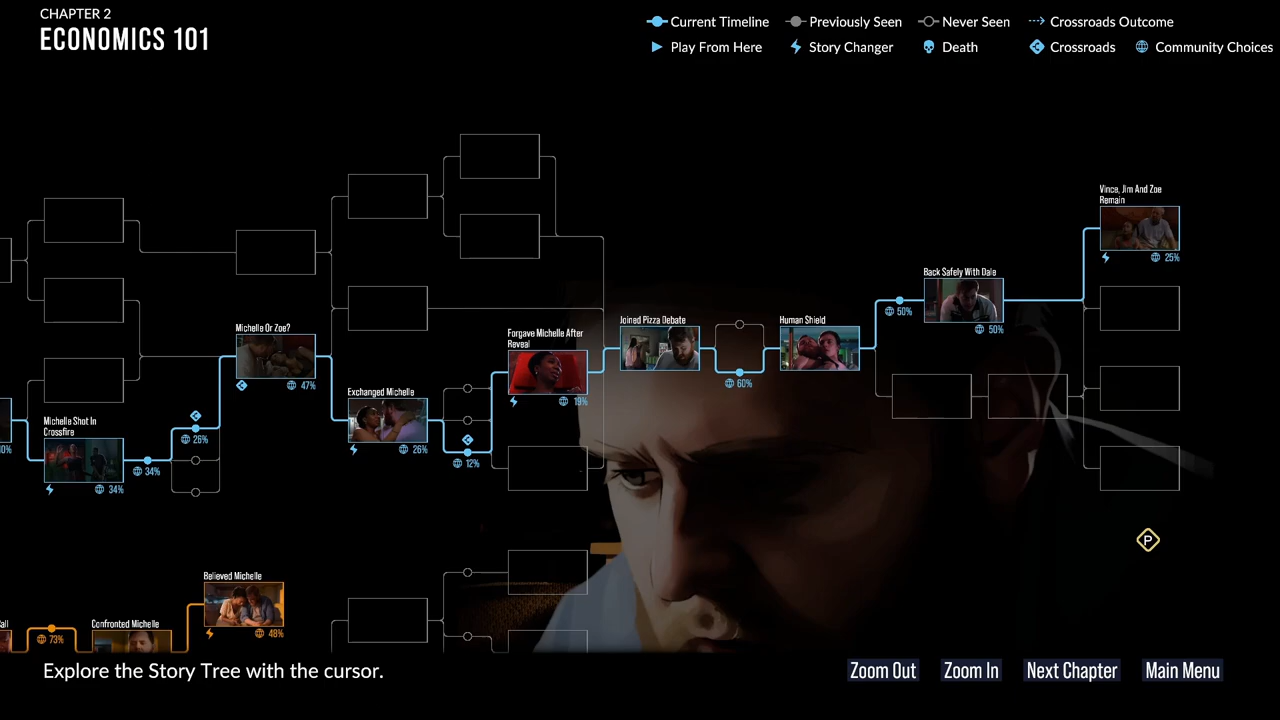 CHAPTER 2
ECONOMICS 101
Current Timeline
Previously Seen
Never Seen
Crossroads Outcome
Play From Here
Story Changer
Death
Crossroads
Community Choices
Vince, Jim And Zoe
Remain
25%
Back Safely With Dale
50%
50%
Michelle Or Zoe?
47%
Forgave Michelle After
Reveal
19%
Joined Pizza Debate
Human Shield
60%
Exchanged Michelle
26%
12%
Michelle Shot In
Crossfire
34%
34%
26%
Believed Michelle
48%
73%
Confronted Michelle
P
Explore the Story Tree with the cursor.
Zoom Out
Zoom In
Next Chapter
Main Menu